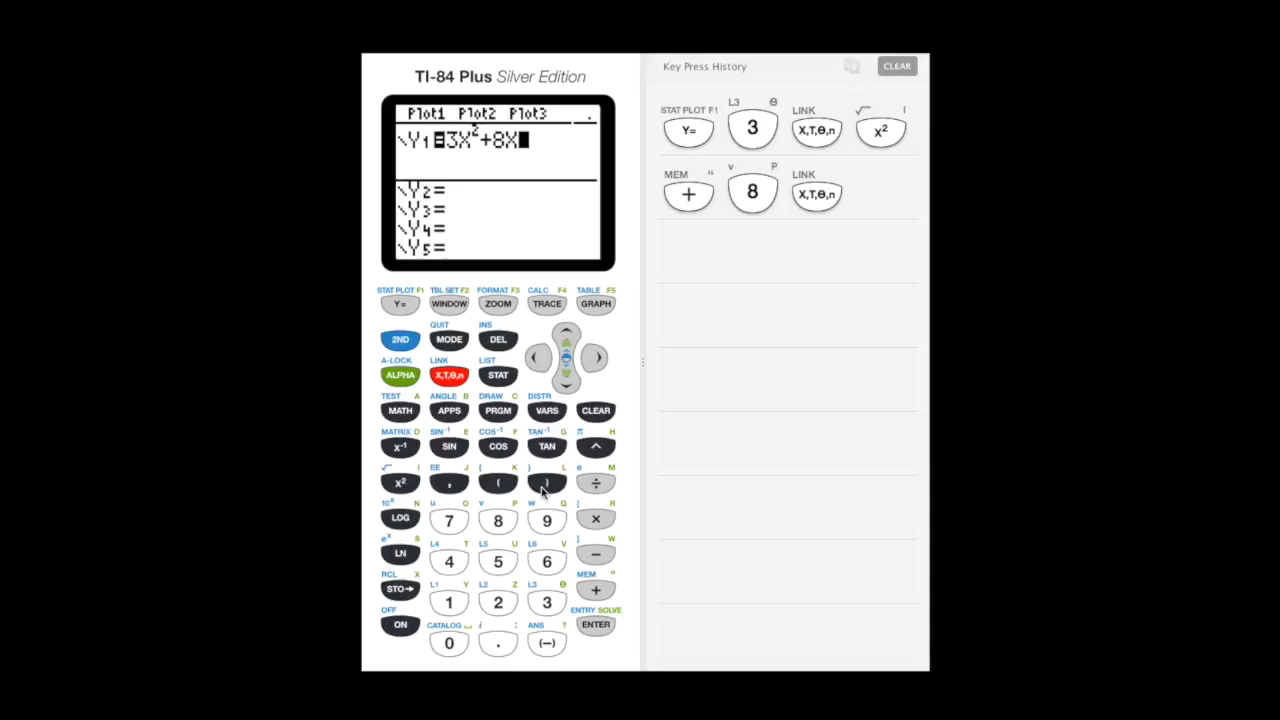 TI-84 Plus Silver Edition
Plot1 Plot2 Plot3
\Y1=3X²+8X
\Y2=
\Y3=
\Y4=
\Y5=
STAT PLOT F1 TBL SET F2 FORMAT F3 CALC F4 TABLE F5
Y= WINDOW ZOOM TRACE GRAPH
QUIT INS
2ND MODE DEL
A-LOCK LINK LIST
ALPHA X,T,Θ,n STAT
TEST A ANGLE B DRAW C DISTR
MATH APPS PRGM VARS CLEAR
MATRIX D SIN⁻¹ E COS⁻¹ F TAN⁻¹ G π H
x⁻¹ SIN COS TAN ^
√ I EE J { K } L e M
x² , ( ) ÷
10ˣ N u O v P w Q [ R
LOG 7 8 9 ×
eˣ S L4 T L5 U L6 V ] W
LN 4 5 6 −
RCL X L1 Y L2 Z L3 Θ MEM "
STO→ 1 2 3 +
OFF CATALOG ⎵ i : ANS ? ENTRY SOLVE
ON 0 . (−) ENTER
Key Press History CLEAR
STAT PLOT F1 L3 Θ LINK √ I
Y= 3 X,T,Θ,n x²
MEM " v P LINK
+ 8 X,T,Θ,n